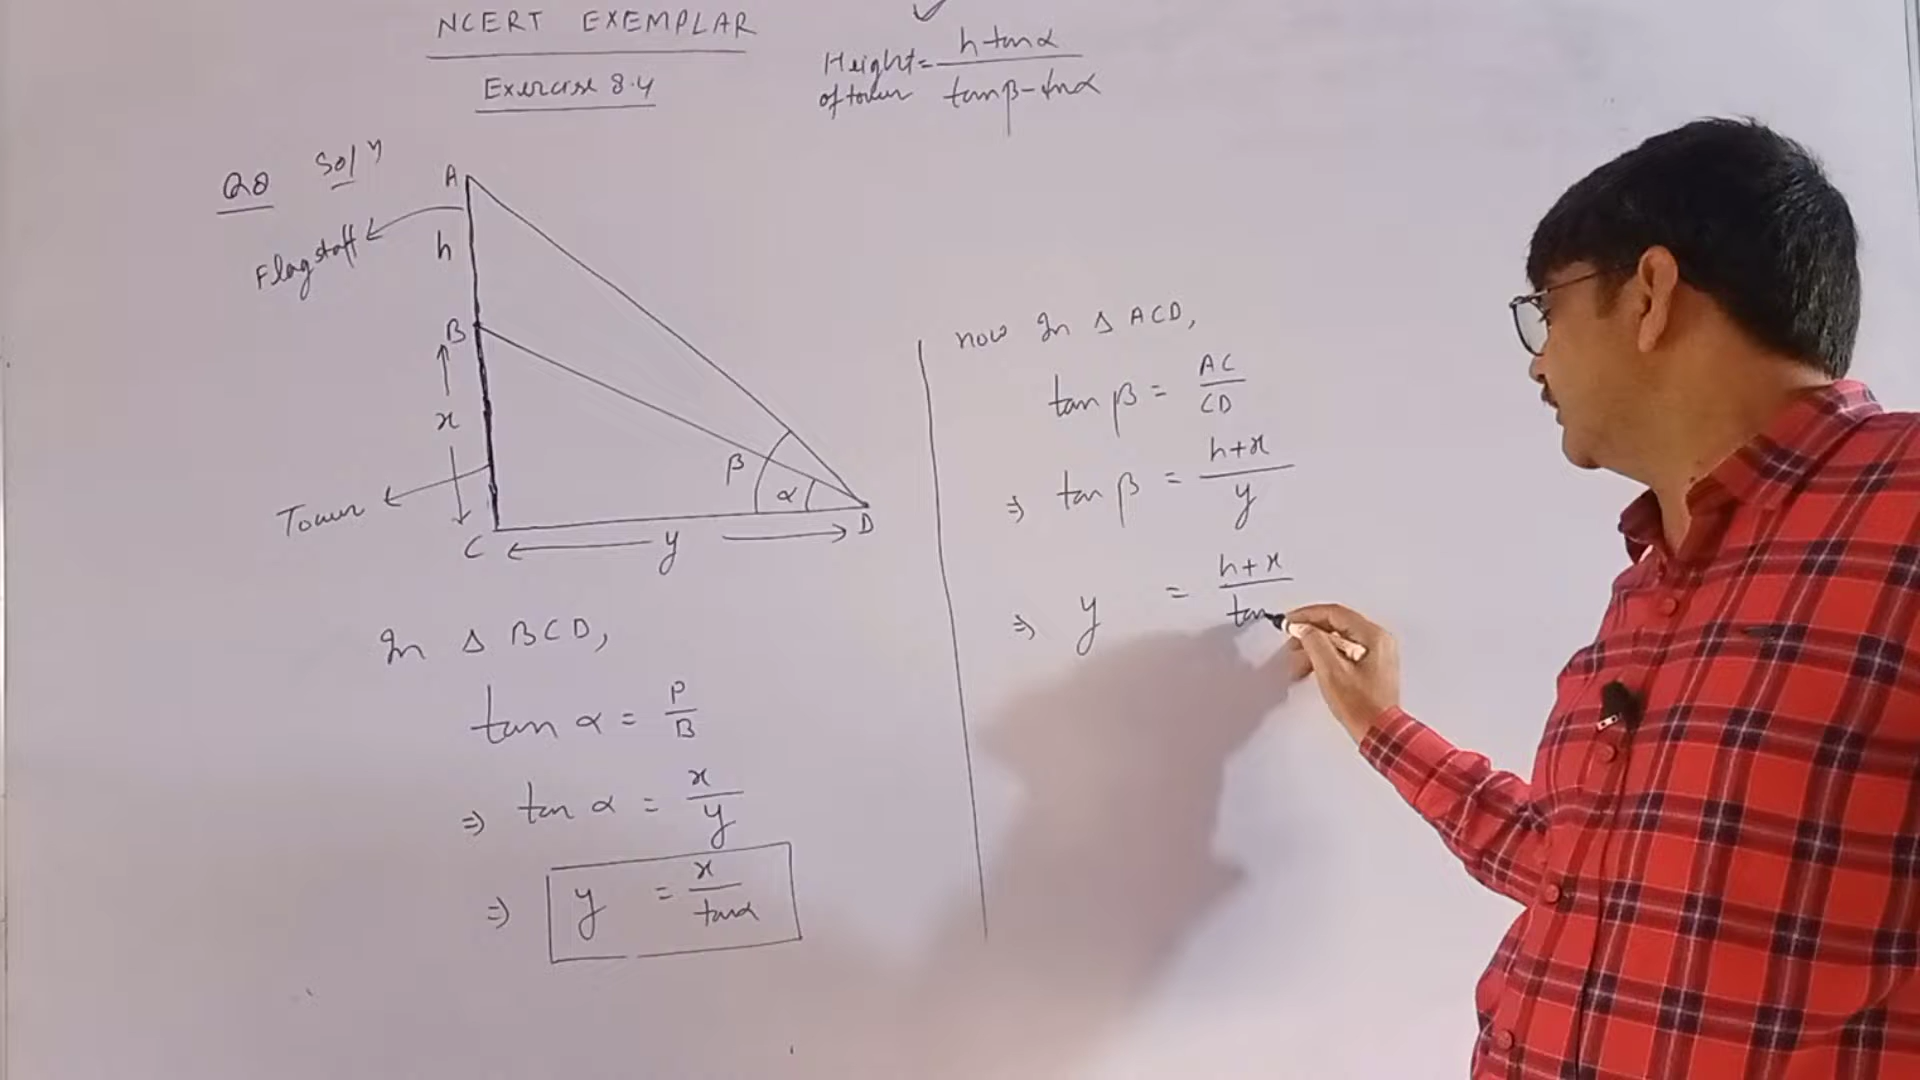 NCERT EXEMPLAR
Exercise 8.4
Height of tower = h tanα / tanβ - tanα
Q8 Solⁿ
A
Flagstaff
h
B
x
β
α
Tower
C
y
D
In Δ BCD,
tan α = P/B
⇒ tan α = x/y
⇒ y = x/tanα
now In Δ ACD,
tan β = AC/CD
⇒ tan β = h+x/y
⇒ y = h+x/tan